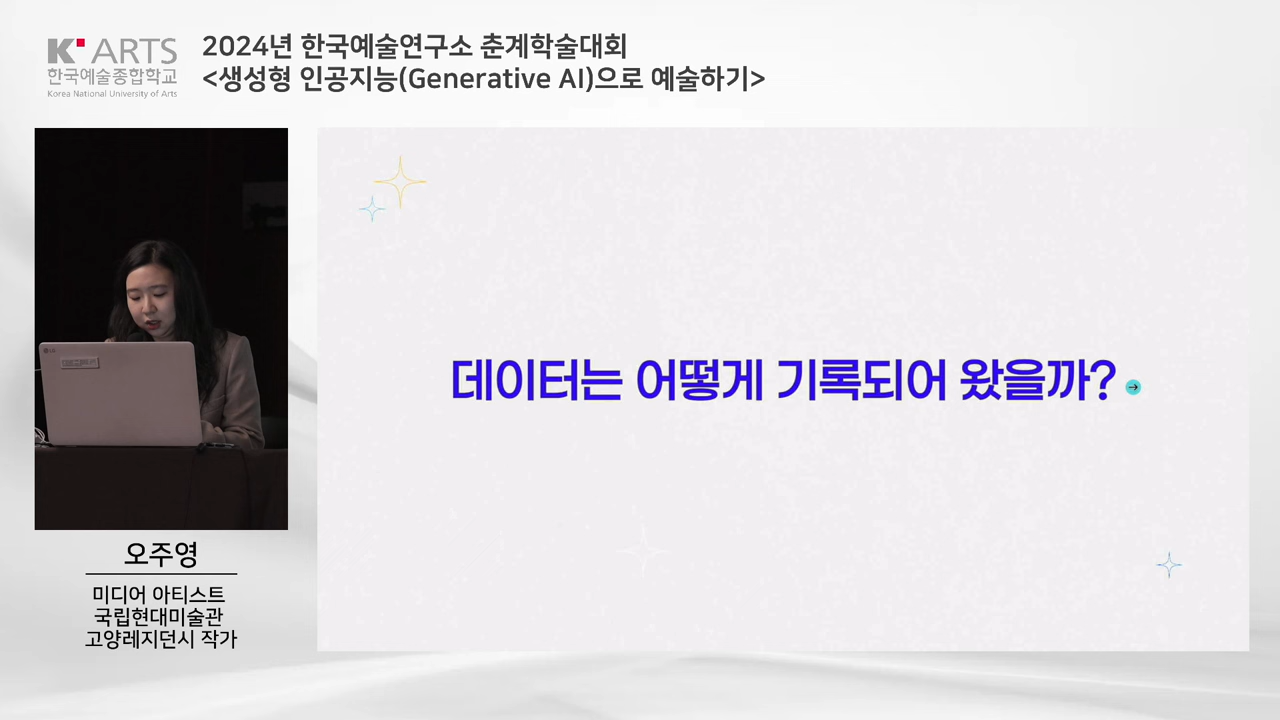 K ARTS
한국예술종합학교
Korea National University of Arts
2024년 한국예술연구소 춘계학술대회
<생성형 인공지능(Generative AI)으로 예술하기>
데이터는 어떻게 기록되어 왔을까?
LG
오주영
미디어 아티스트
국립현대미술관
고양레지던시 작가